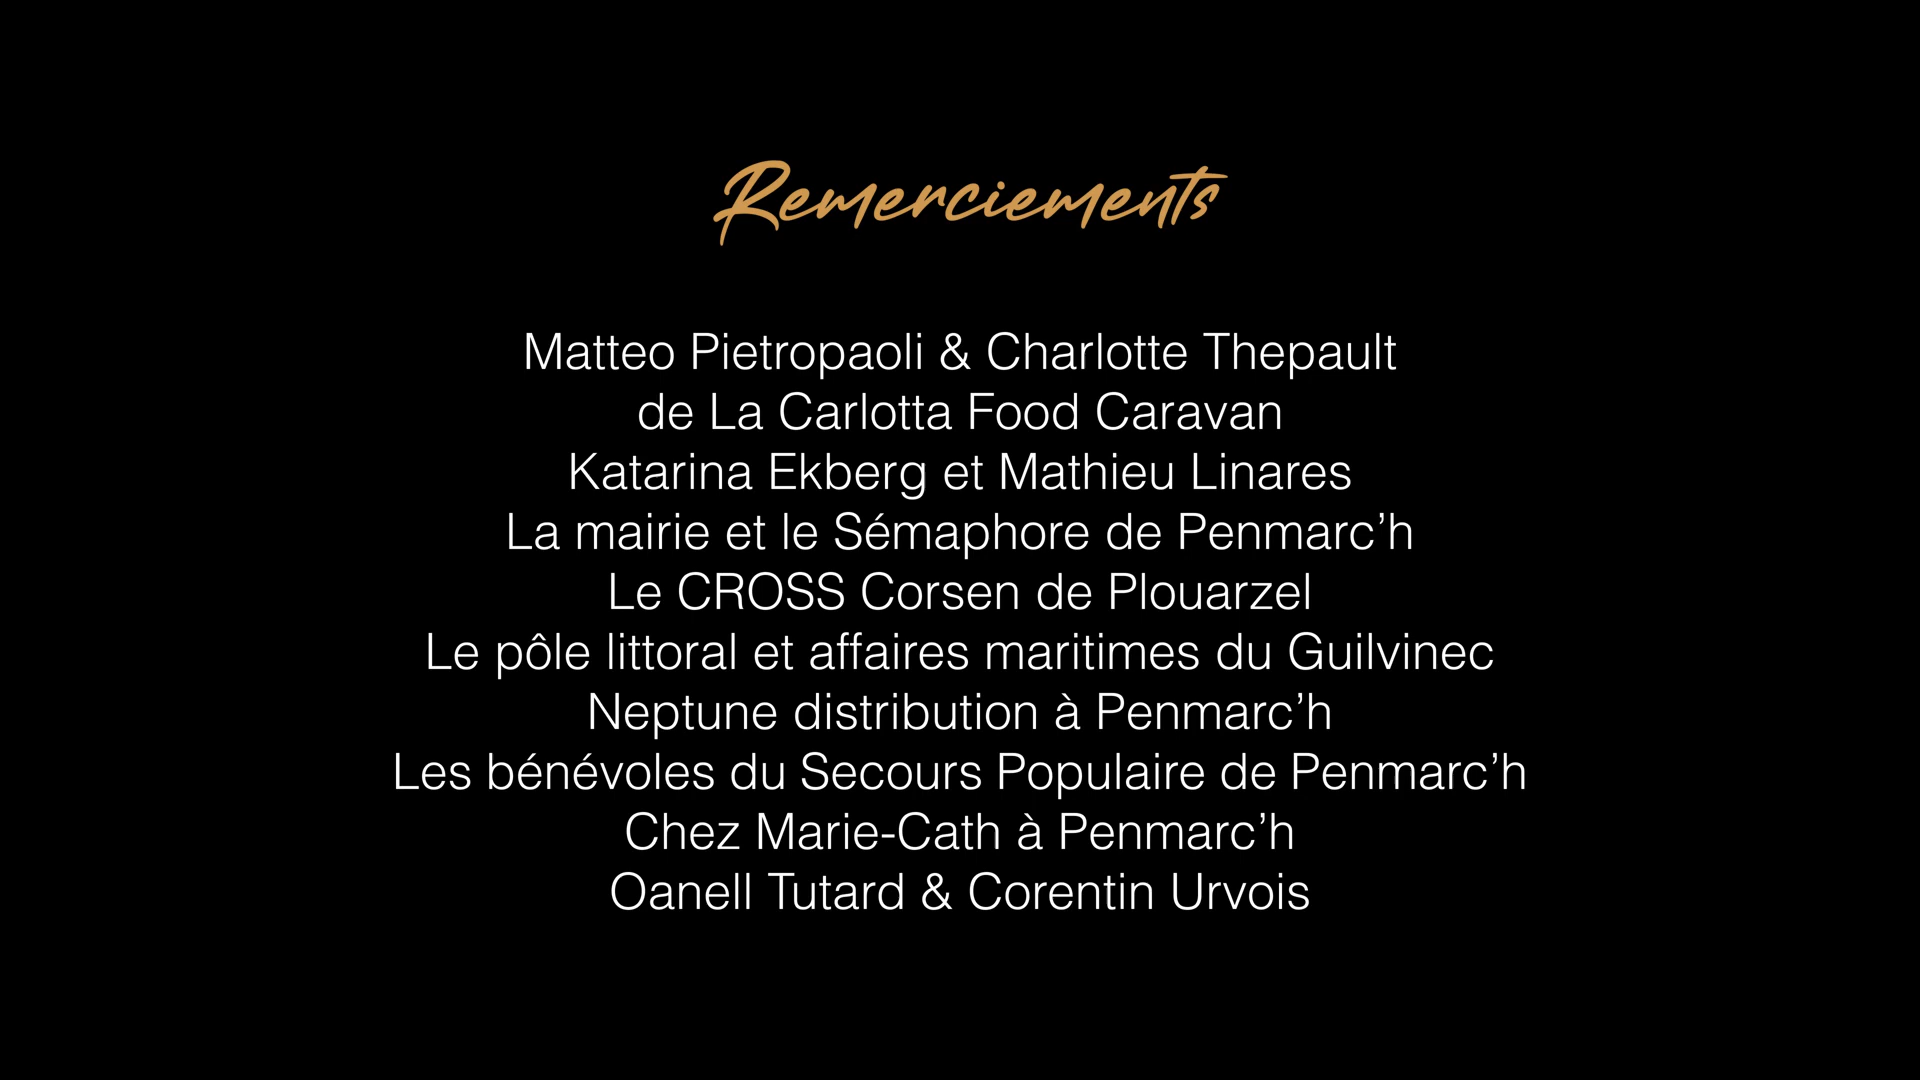 Remerciements
Matteo Pietropaoli & Charlotte Thepault
de La Carlotta Food Caravan
Katarina Ekberg et Mathieu Linares
La mairie et le Sémaphore de Penmarc’h
Le CROSS Corsen de Plouarzel
Le pôle littoral et affaires maritimes du Guilvinec
Neptune distribution à Penmarc’h
Les bénévoles du Secours Populaire de Penmarc’h
Chez Marie-Cath à Penmarc’h
Oanell Tutard & Corentin Urvois